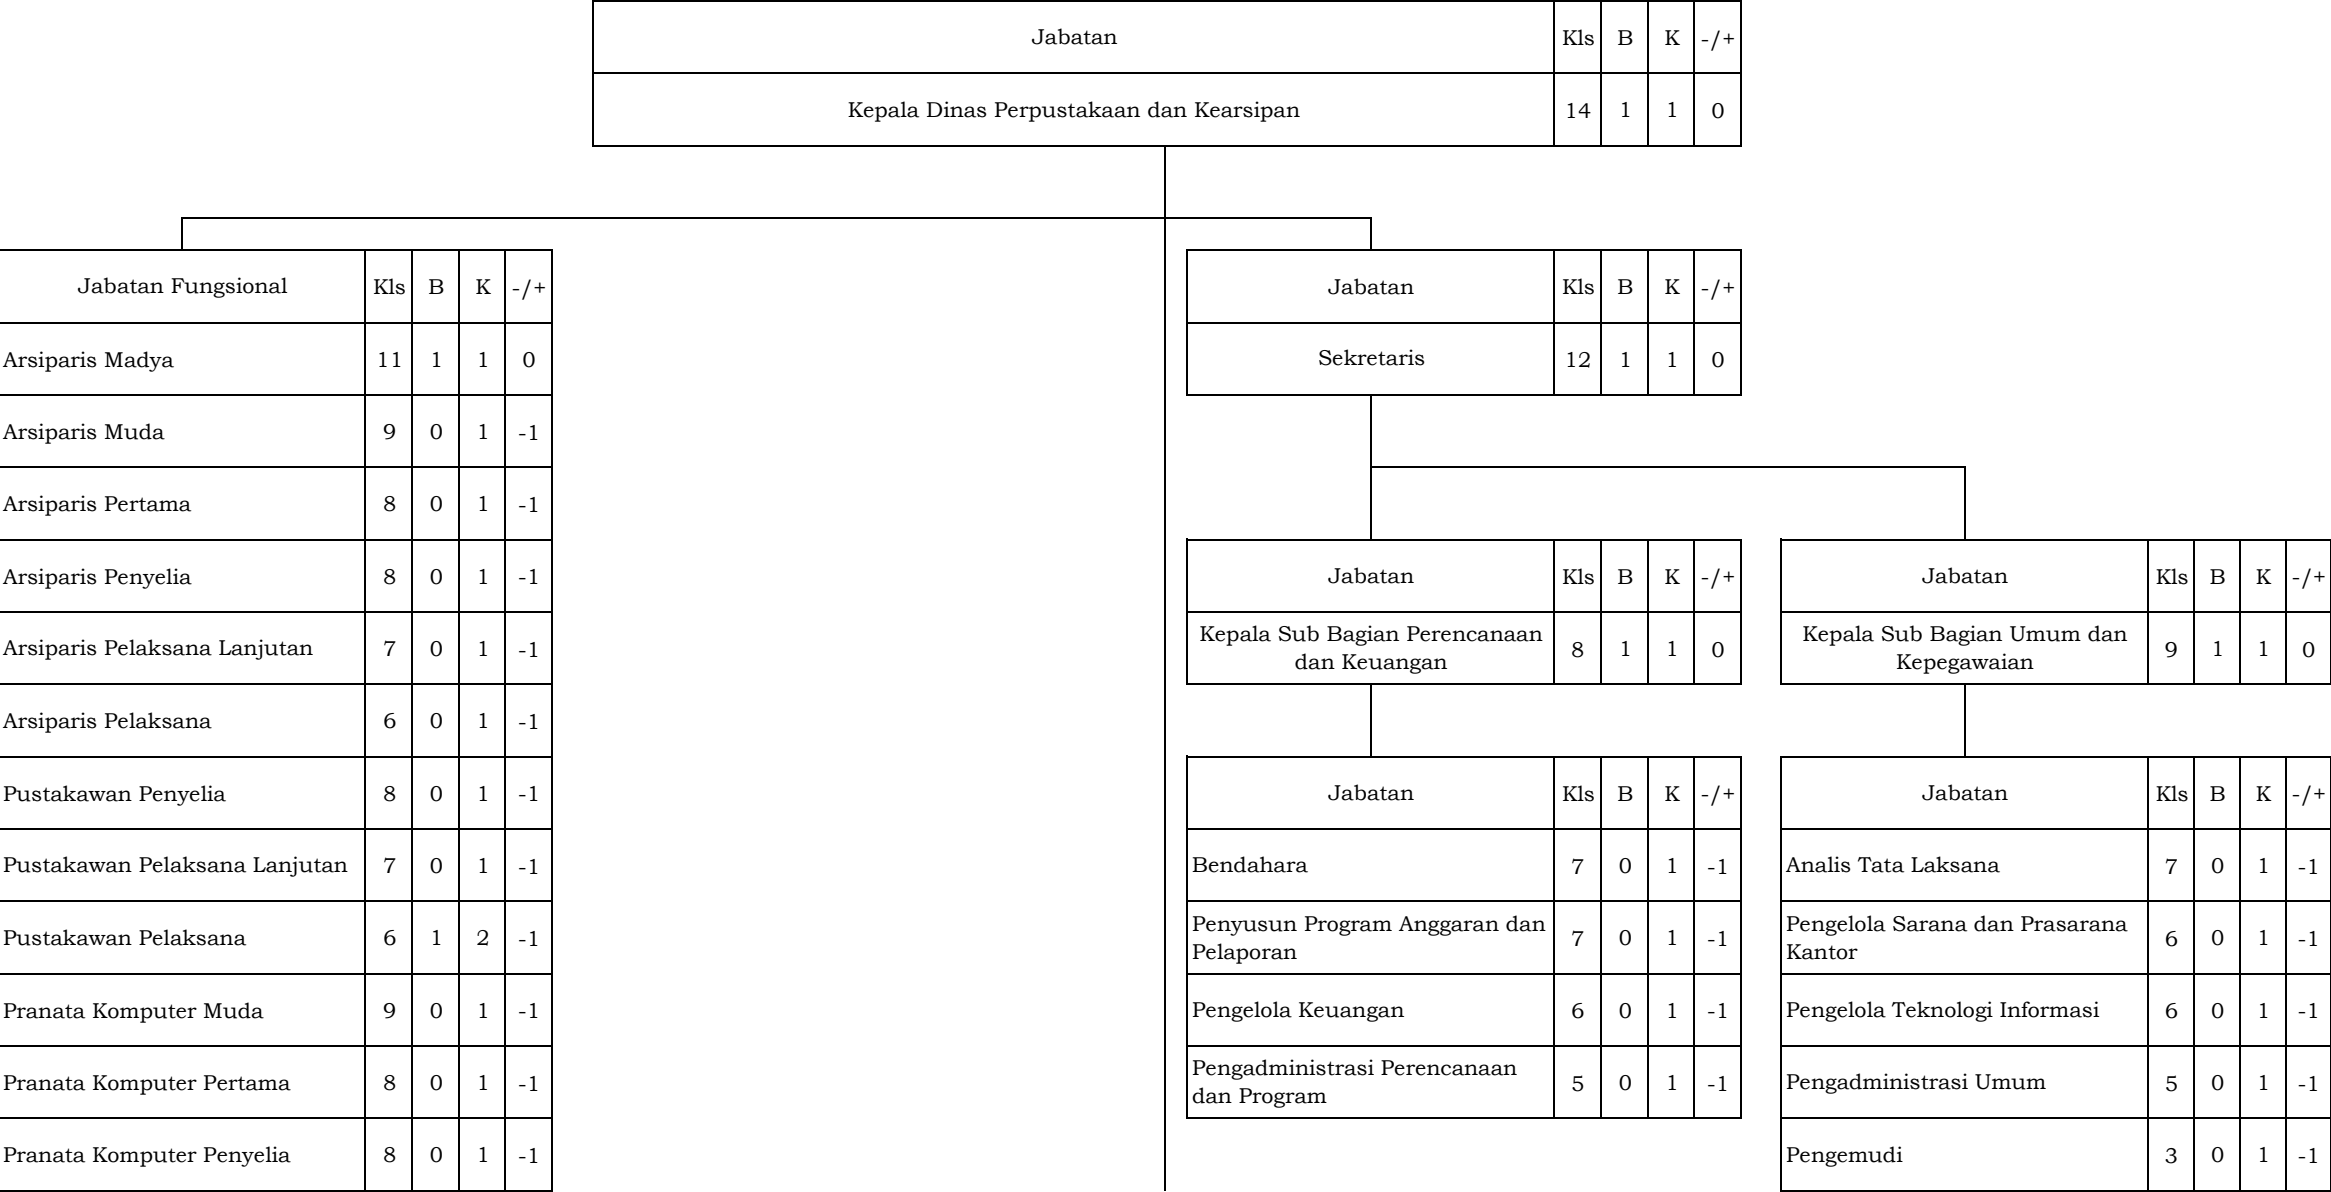 Jabatan Kls B K -/+
Kepala Dinas Perpustakaan dan Kearsipan 14 1 1 0
Jabatan Fungsional Kls B K -/+
Arsiparis Madya 11 1 1 0
Arsiparis Muda 9 0 1 -1
Arsiparis Pertama 8 0 1 -1
Arsiparis Penyelia 8 0 1 -1
Arsiparis Pelaksana Lanjutan 7 0 1 -1
Arsiparis Pelaksana 6 0 1 -1
Pustakawan Penyelia 8 0 1 -1
Pustakawan Pelaksana Lanjutan 7 0 1 -1
Pustakawan Pelaksana 6 1 2 -1
Pranata Komputer Muda 9 0 1 -1
Pranata Komputer Pertama 8 0 1 -1
Pranata Komputer Penyelia 8 0 1 -1
Jabatan Kls B K -/+
Sekretaris 12 1 1 0
Jabatan Kls B K -/+
Kepala Sub Bagian Perencanaan
dan Keuangan 8 1 1 0
Jabatan Kls B K -/+
Bendahara 7 0 1 -1
Penyusun Program Anggaran dan
Pelaporan 7 0 1 -1
Pengelola Keuangan 6 0 1 -1
Pengadministrasi Perencanaan
dan Program 5 0 1 -1
Jabatan Kls B K -/+
Kepala Sub Bagian Umum dan
Kepegawaian 9 1 1 0
Jabatan Kls B K -/+
Analis Tata Laksana 7 0 1 -1
Pengelola Sarana dan Prasarana
Kantor 6 0 1 -1
Pengelola Teknologi Informasi 6 0 1 -1
Pengadministrasi Umum 5 0 1 -1
Pengemudi 3 0 1 -1